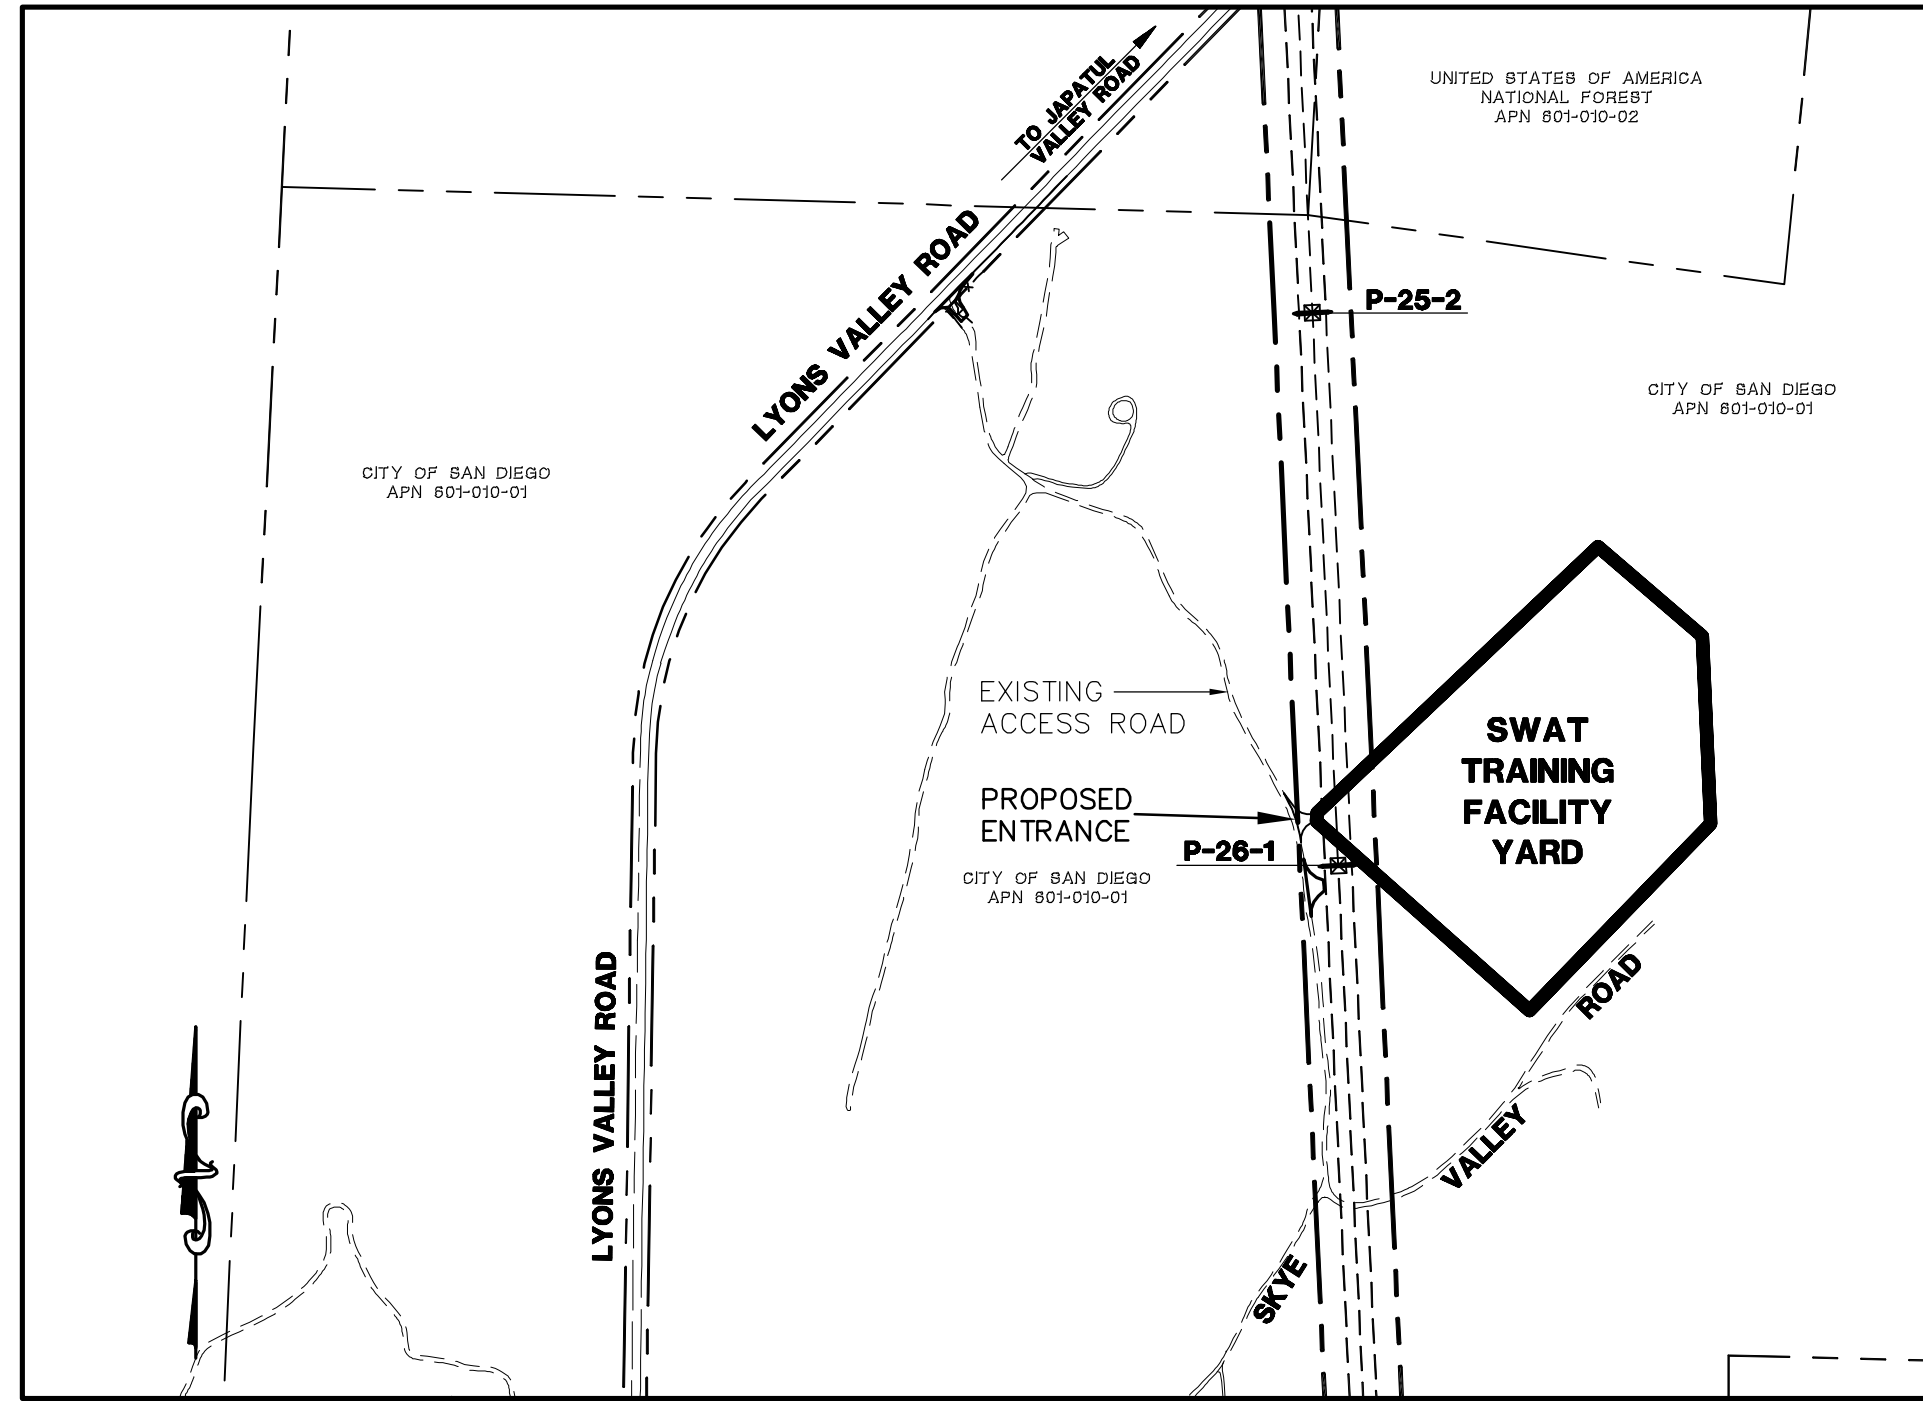 TO JAPATUL
VALLEY ROAD
UNITED STATES OF AMERICA
NATIONAL FOREST
APN 601-010-02
LYONS VALLEY ROAD
P-25-2
CITY OF SAN DIEGO
APN 601-010-01
CITY OF SAN DIEGO
APN 601-010-01
EXISTING
ACCESS ROAD
PROPOSED
ENTRANCE
P-26-1
CITY OF SAN DIEGO
APN 601-010-01
SWAT
TRAINING
FACILITY
YARD
LYONS VALLEY ROAD
SKYE VALLEY ROAD